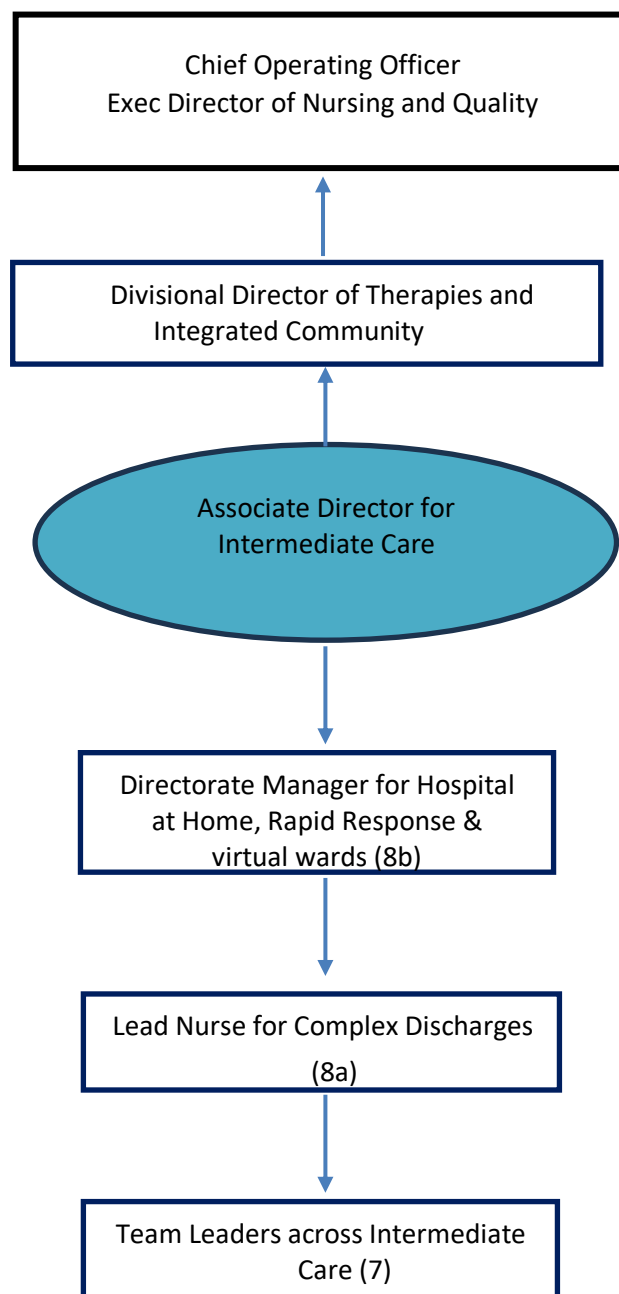 Chief Operating Officer
Exec Director of Nursing and Quality
Divisional Director of Therapies and
Integrated Community
Associate Director for
Intermediate Care
Directorate Manager for Hospital
at Home, Rapid Response &
virtual wards (8b)
Lead Nurse for Complex Discharges
(8a)
Team Leaders across Intermediate
Care (7)